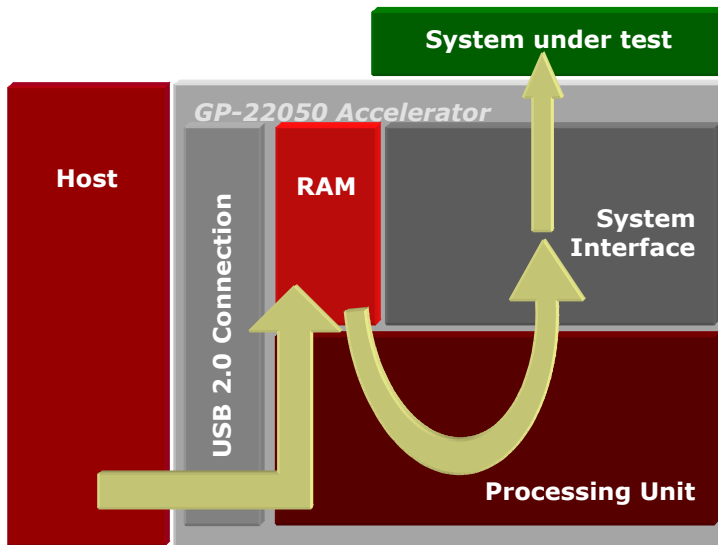 System under test
GP-22050 Accelerator
Host
RAM
USB 2.0 Connection
System
Interface
Processing Unit